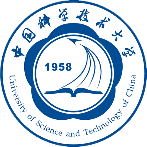 中国科学技术大学
1958
University of Science and Technology of China